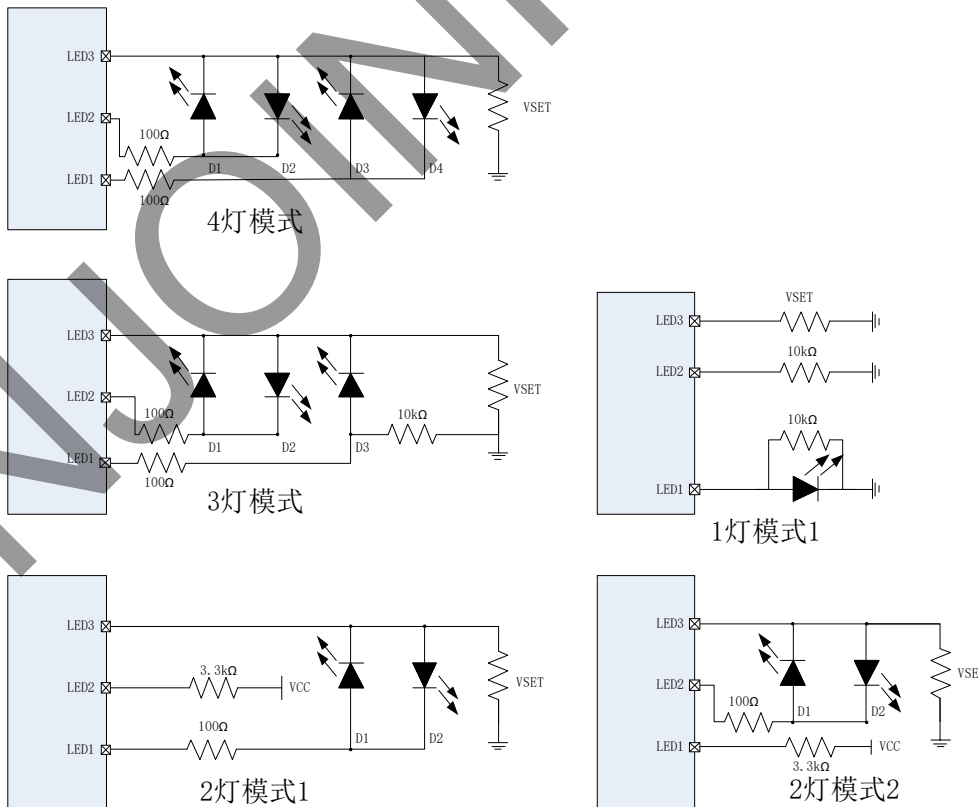 LED3
LED2
LED1
100Ω
100Ω
D1
D2
D3
D4
VSET
4灯模式
LED3
LED2
LED1
100Ω
100Ω
D1
D2
D3
10kΩ
VSET
3灯模式
LED3
LED2
LED1
VSET
10kΩ
10kΩ
1灯模式1
LED3
LED2
LED1
3.3kΩ
VCC
100Ω
D1
D2
VSET
2灯模式1
LED3
LED2
LED1
100Ω
D1
D2
VSE
3.3kΩ
VCC
2灯模式2